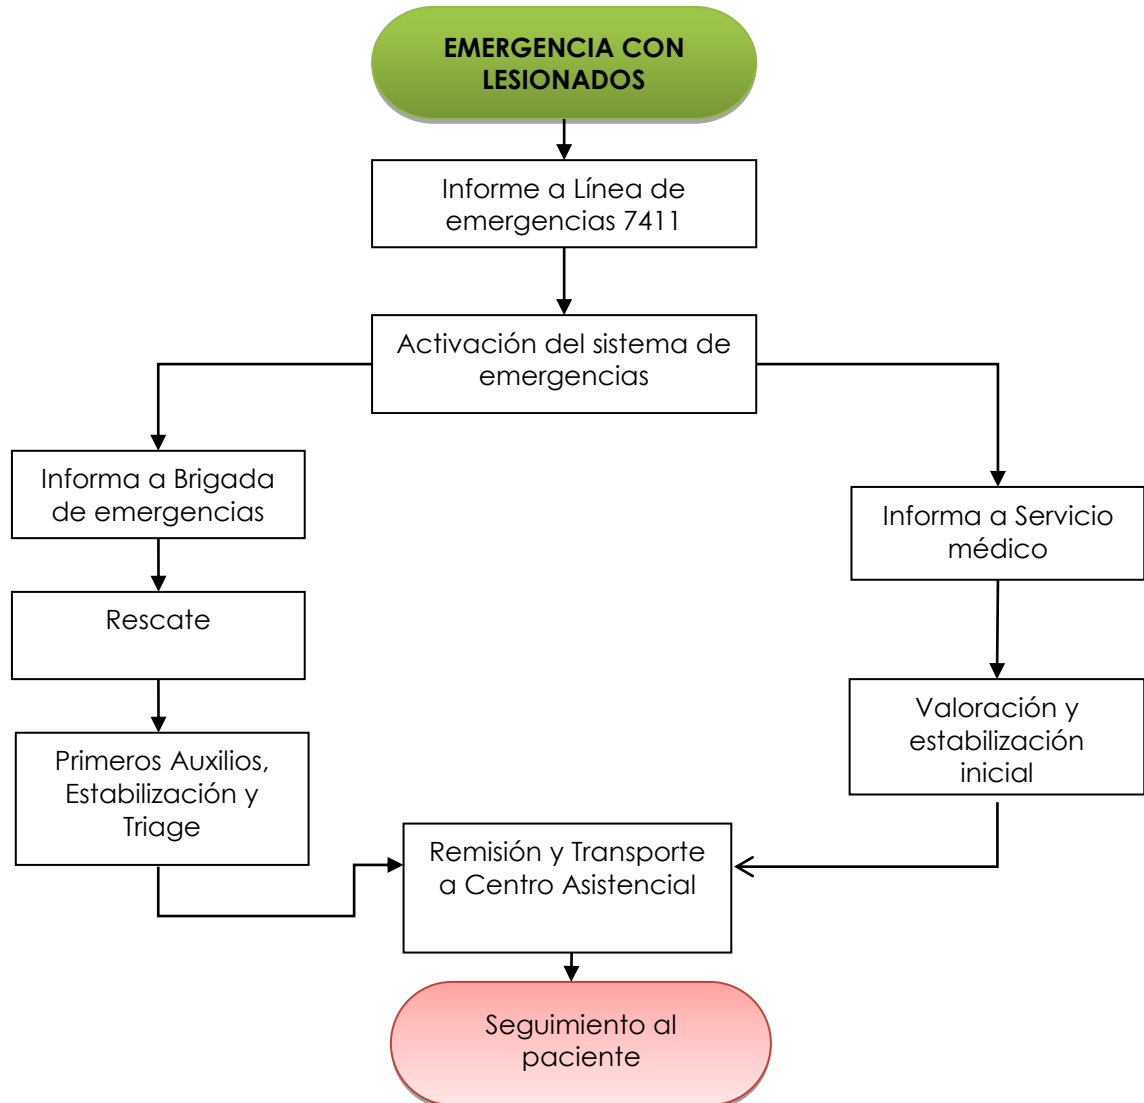 EMERGENCIA CON
LESIONADOS
Informe a Línea de
emergencias 7411
Activación del sistema de
emergencias
Informa a Brigada
de emergencias
Informa a Servicio
médico
Rescate
Valoración y
estabilización
inicial
Primeros Auxilios,
Estabilización y
Triage
Remisión y Transporte
a Centro Asistencial
Seguimiento al
paciente